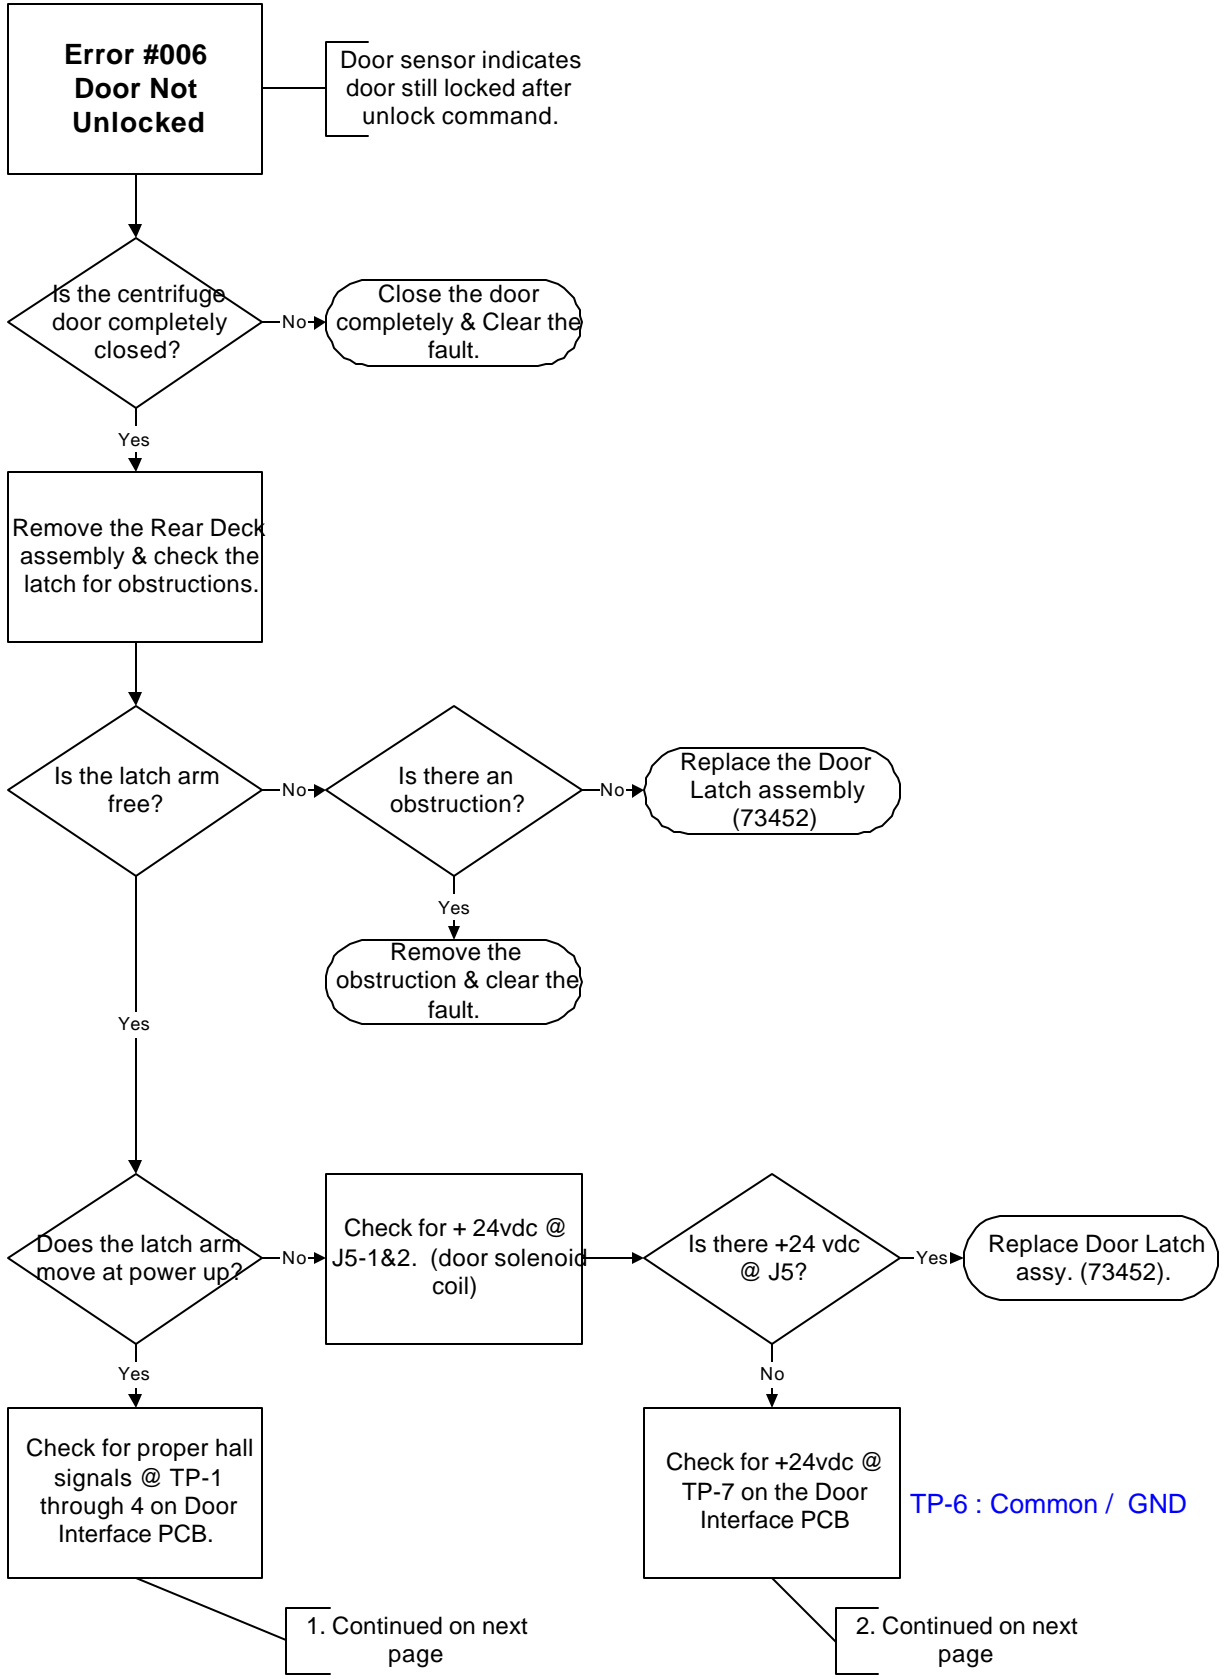 Error #006
Door Not
Unlocked
Door sensor indicates
door still locked after
unlock command.
Is the centrifuge
door completely
closed?
No
Close the door
completely & Clear the
fault.
Yes
Remove the Rear Deck
assembly & check the
latch for obstructions.
Is the latch arm
free?
No
Is there an
obstruction?
No
Replace the Door
Latch assembly
(73452)
Yes
Remove the
obstruction & clear the
fault.
Yes
Does the latch arm
move at power up?
No
Check for + 24vdc @
J5-1&2. (door solenoid
coil)
Is there +24 vdc
@ J5?
Yes
Replace Door Latch
assy. (73452).
Yes
No
Check for proper hall
signals @ TP-1
through 4 on Door
Interface PCB.
Check for +24vdc @
TP-7 on the Door
Interface PCB
TP-6 : Common / GND
1. Continued on next
page
2. Continued on next
page